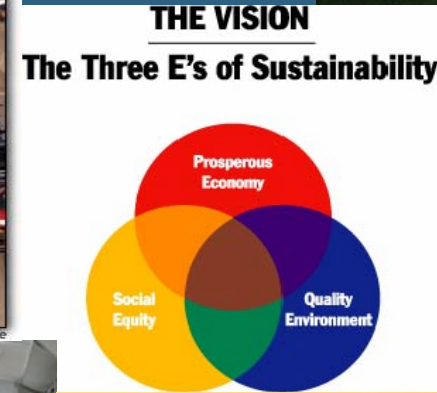 THE VISION
The Three E's of Sustainability
Prosperous
Economy
Social
Equity
Quality
Environment